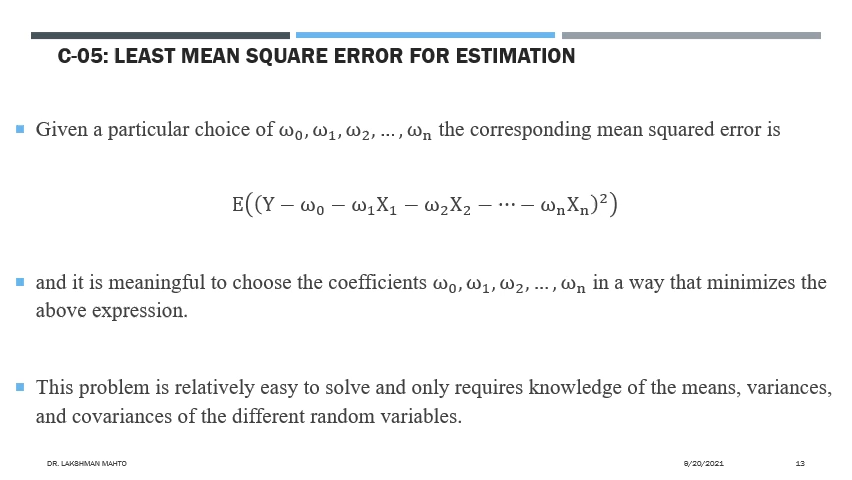 C-05: LEAST MEAN SQUARE ERROR FOR ESTIMATION
Given a particular choice of ω₀, ω₁, ω₂, … , ωₙ the corresponding mean squared error is
E((Y − ω₀ − ω₁X₁ − ω₂X₂ − ⋯ − ωₙXₙ)²)
and it is meaningful to choose the coefficients ω₀, ω₁, ω₂, … , ωₙ in a way that minimizes the
above expression.
This problem is relatively easy to solve and only requires knowledge of the means, variances,
and covariances of the different random variables.
DR. LAKSHMAN MAHTO 9/20/2021 13